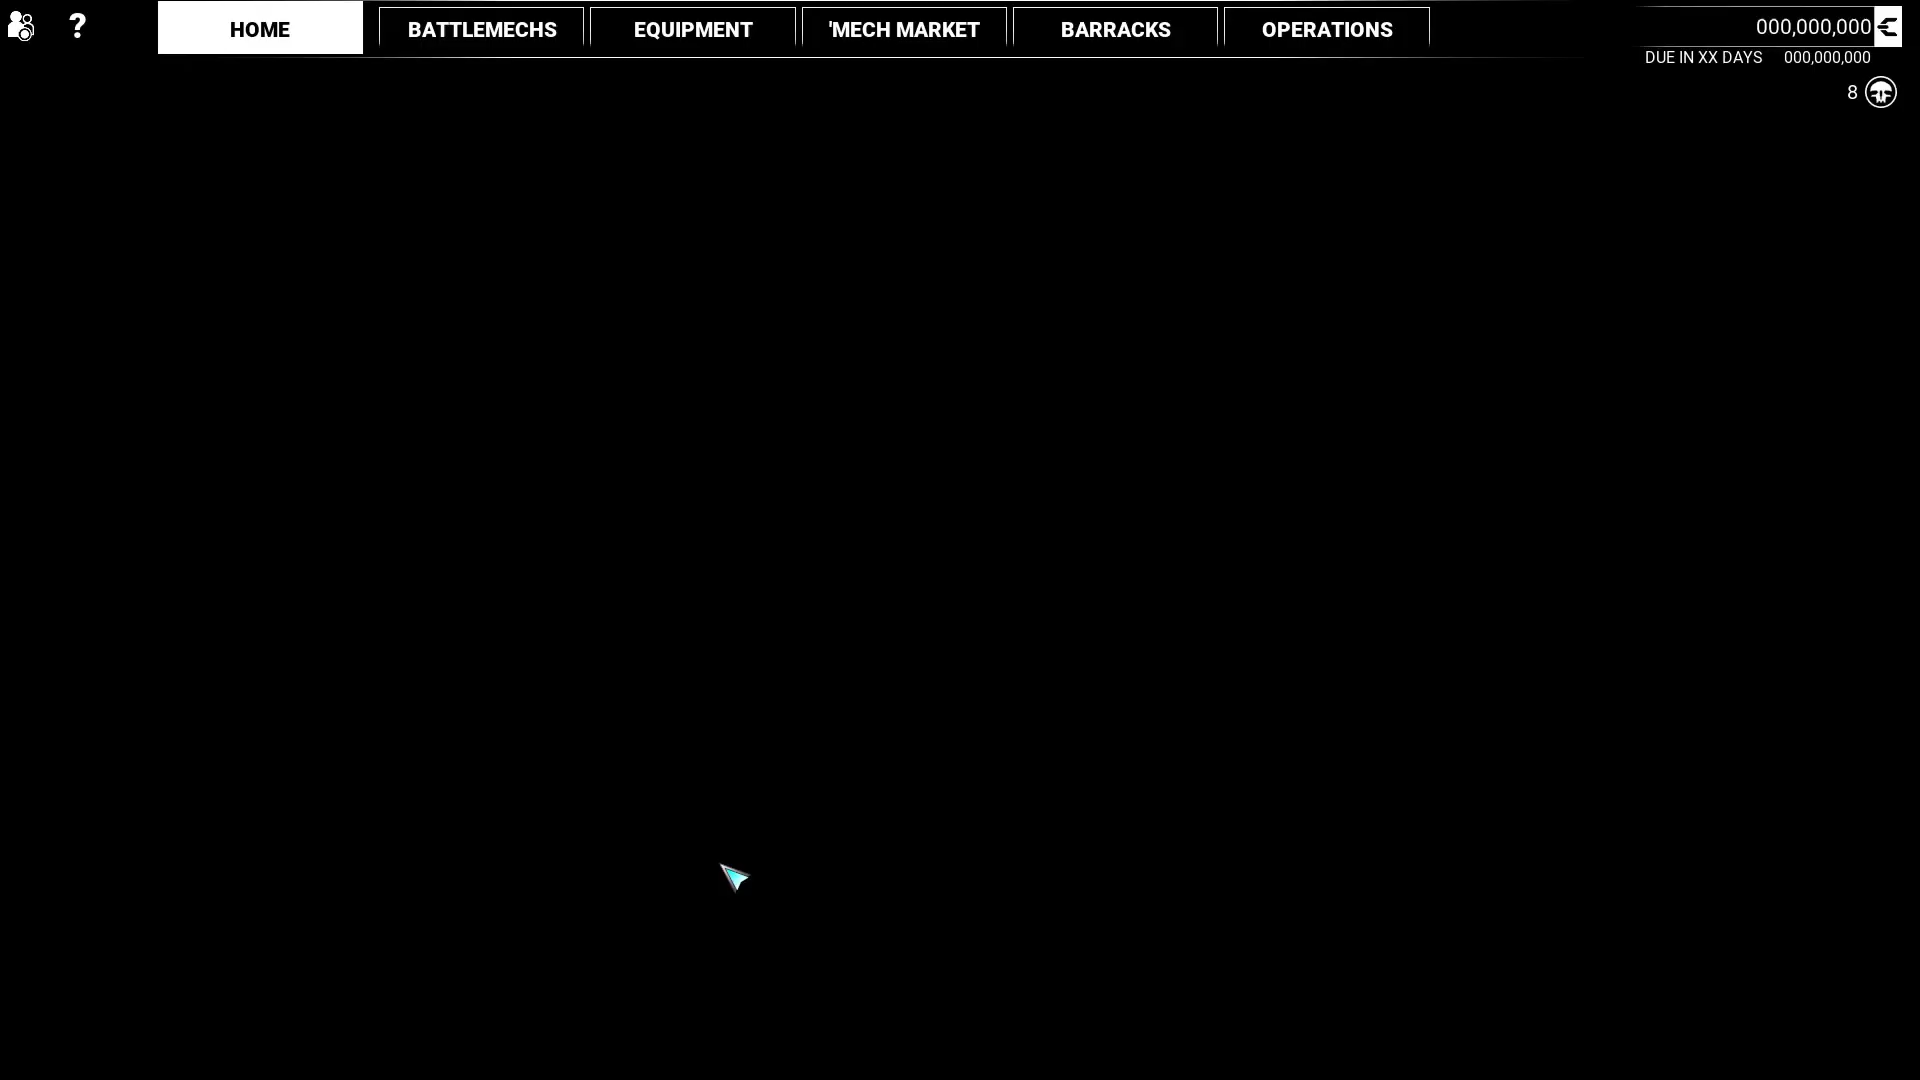 ?
HOME
BATTLEMECHS
EQUIPMENT
'MECH MARKET
BARRACKS
OPERATIONS
000,000,000
DUE IN XX DAYS 000,000,000
8